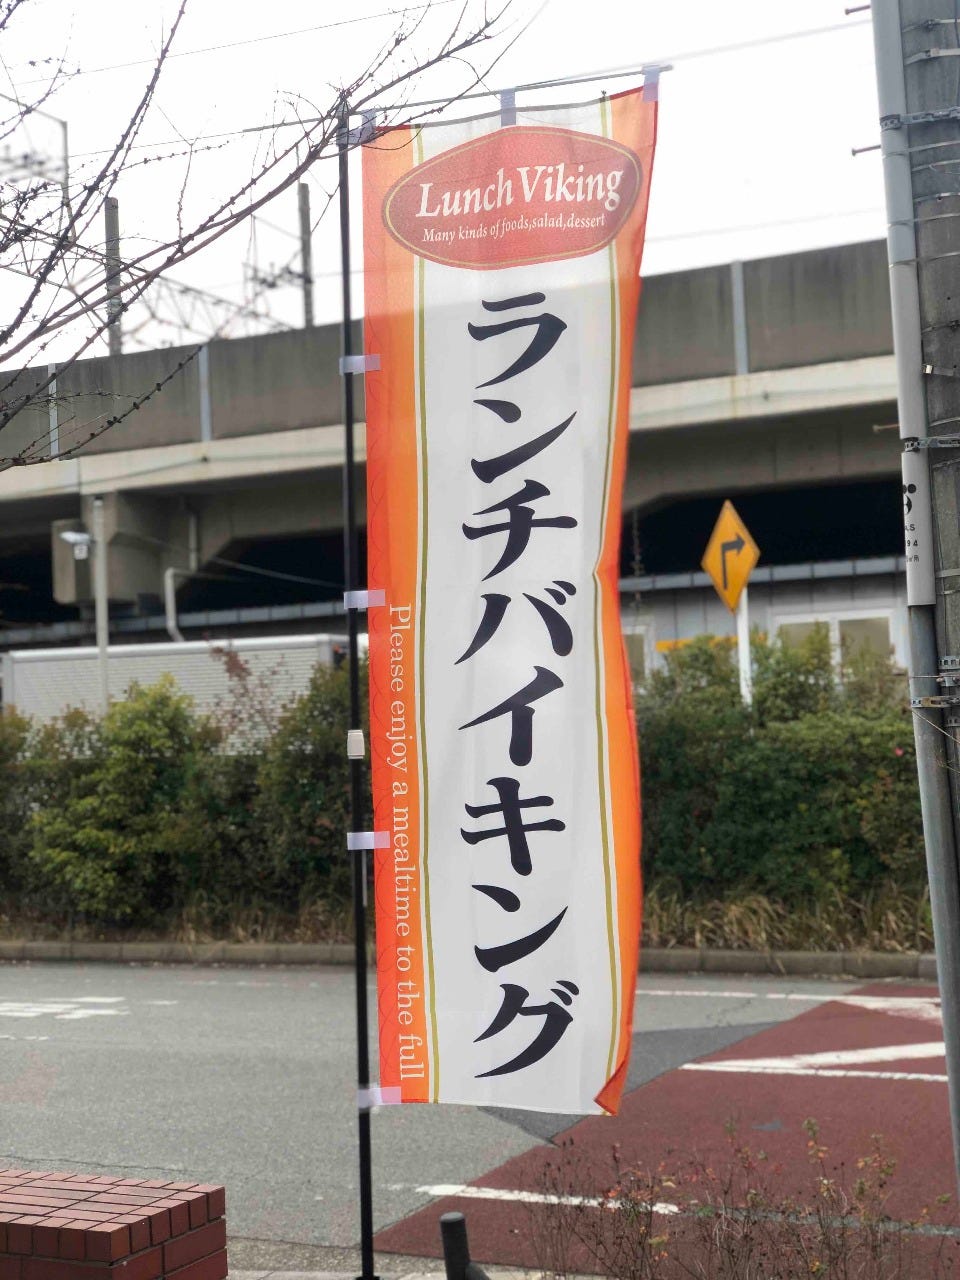 Lunch Viking
Many kinds of foods,salad,dessert
ランチバイキング
Please enjoy a mealtime to the full